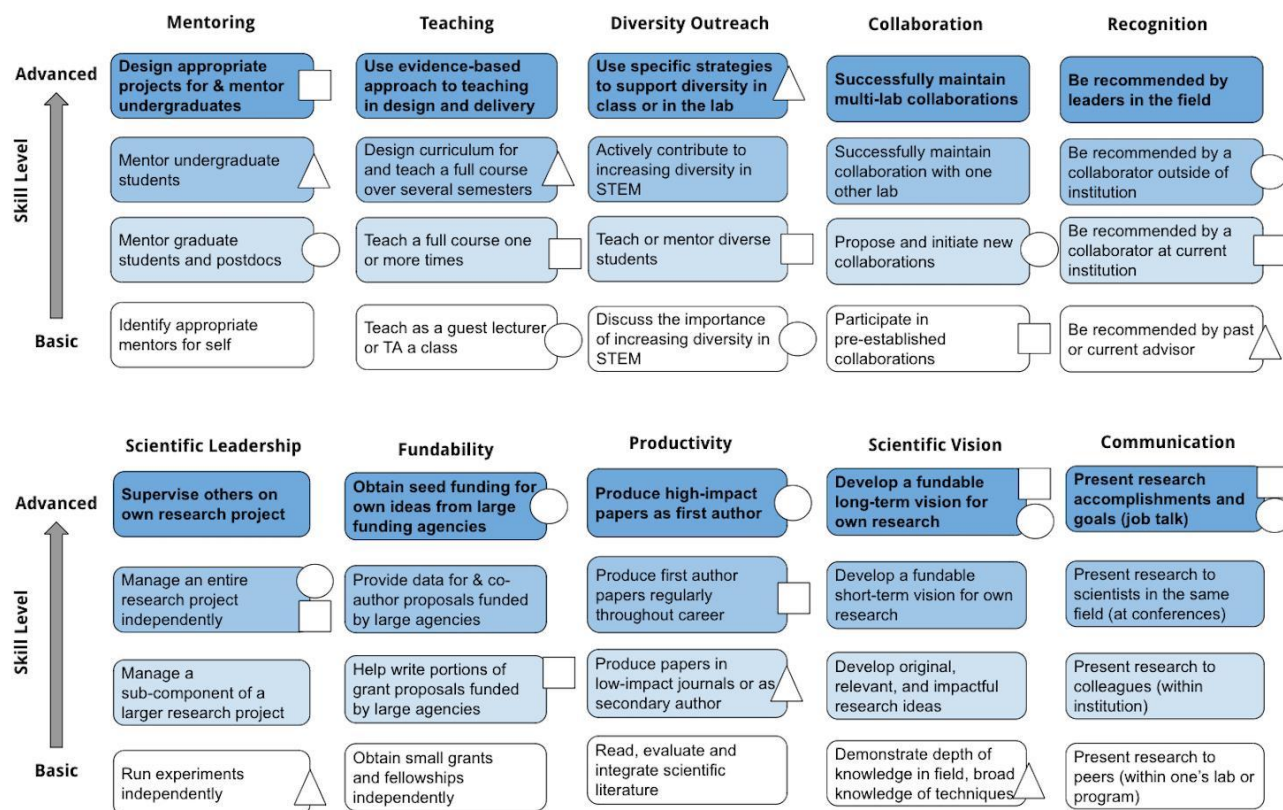 Mentoring
Teaching
Diversity Outreach
Collaboration
Recognition
Advanced
Skill Level
Basic
Design appropriate
projects for & mentor
undergraduates
Use evidence-based
approach to teaching
in design and delivery
Use specific strategies
to support diversity in
class or in the lab
Successfully maintain
multi-lab collaborations
Be recommended by
leaders in the field
Mentor undergraduate
students
Design curriculum for
and teach a full course
over several semesters
Actively contribute to
increasing diversity in
STEM
Successfully maintain
collaboration with one
other lab
Be recommended by a
collaborator outside of
institution
Mentor graduate
students and postdocs
Teach a full course one
or more times
Teach or mentor diverse
students
Propose and initiate new
collaborations
Be recommended by a
collaborator at current
institution
Identify appropriate
mentors for self
Teach as a guest lecturer
or TA a class
Discuss the importance
of increasing diversity in
STEM
Participate in
pre-established
collaborations
Be recommended by past
or current advisor
Scientific Leadership
Fundability
Productivity
Scientific Vision
Communication
Advanced
Skill Level
Basic
Supervise others on
own research project
Obtain seed funding for
own ideas from large
funding agencies
Produce high-impact
papers as first author
Develop a fundable
long-term vision for
own research
Present research
accomplishments and
goals (job talk)
Manage an entire
research project
independently
Provide data for & co-
author proposals funded
by large agencies
Produce first author
papers regularly
throughout career
Develop a fundable
short-term vision for own
research
Present research to
scientists in the same
field (at conferences)
Manage a
sub-component of a
larger research project
Help write portions of
grant proposals funded
by large agencies
Produce papers in
low-impact journals or as
secondary author
Develop original,
relevant, and impactful
research ideas
Present research to
colleagues (within
institution)
Run experiments
independently
Obtain small grants
and fellowships
independently
Read, evaluate and
integrate scientific
literature
Demonstrate depth of
knowledge in field, broad
knowledge of techniques
Present research to
peers (within one's lab or
program)